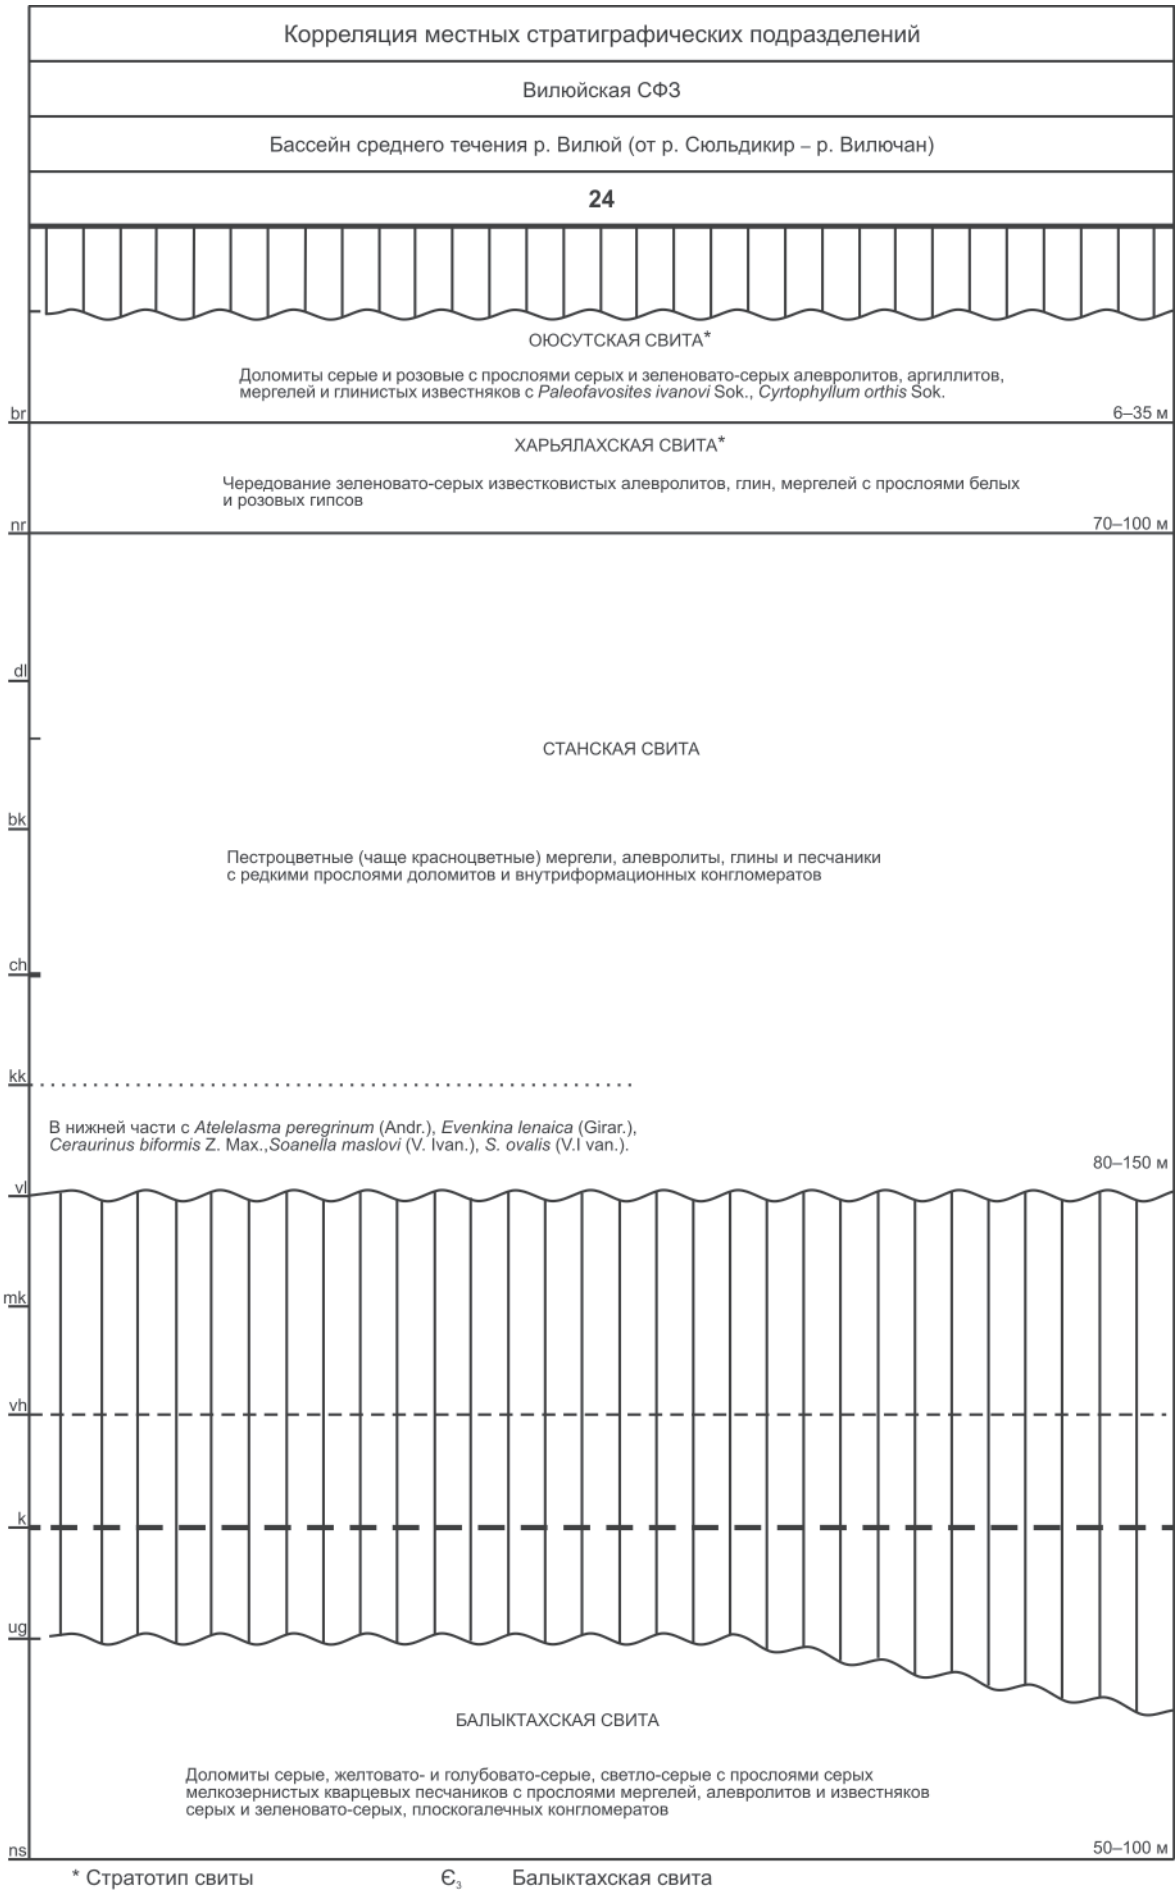 Корреляция местных стратиграфических подразделений
Вилюйская СФЗ
Бассейн среднего течения р. Вилюй (от р. Сюльдикир – р. Вилючан)
24
ОЮСУТСКАЯ СВИТА*
Доломиты серые и розовые с прослоями серых и зеленовато-серых алевролитов, аргиллитов,
мергелей и глинистых известняков с Paleofavosites ivanovi Sok., Cyrtophyllum orthis Sok.
br
6–35 м
ХАРЬЯЛАХСКАЯ СВИТА*
Чередование зеленовато-серых известковистых алевролитов, глин, мергелей с прослоями белых
и розовых гипсов
nr
70–100 м
dl
СТАНСКАЯ СВИТА
bk
Пестроцветные (чаще красноцветные) мергели, алевролиты, глины и песчаники
с редкими прослоями доломитов и внутриформационных конгломератов
ch
kk
В нижней части с Atelelasma peregrinum (Andr.), Evenkina lenaica (Girar.),
Ceraurinus biformis Z. Max.,Soanella maslovi (V. Ivan.), S. ovalis (V.I van.).
80–150 м
vl
mk
vh
k
ug
БАЛЫКТАХСКАЯ СВИТА
Доломиты серые, желтовато- и голубовато-серые, светло-серые с прослоями серых
мелкозернистых кварцевых песчаников с прослоями мергелей, алевролитов и известняков
серых и зеленовато-серых, плоскогалечных конгломератов
ns
50–100 м
* Стратотип свиты
Є₃ Балыктахская свита